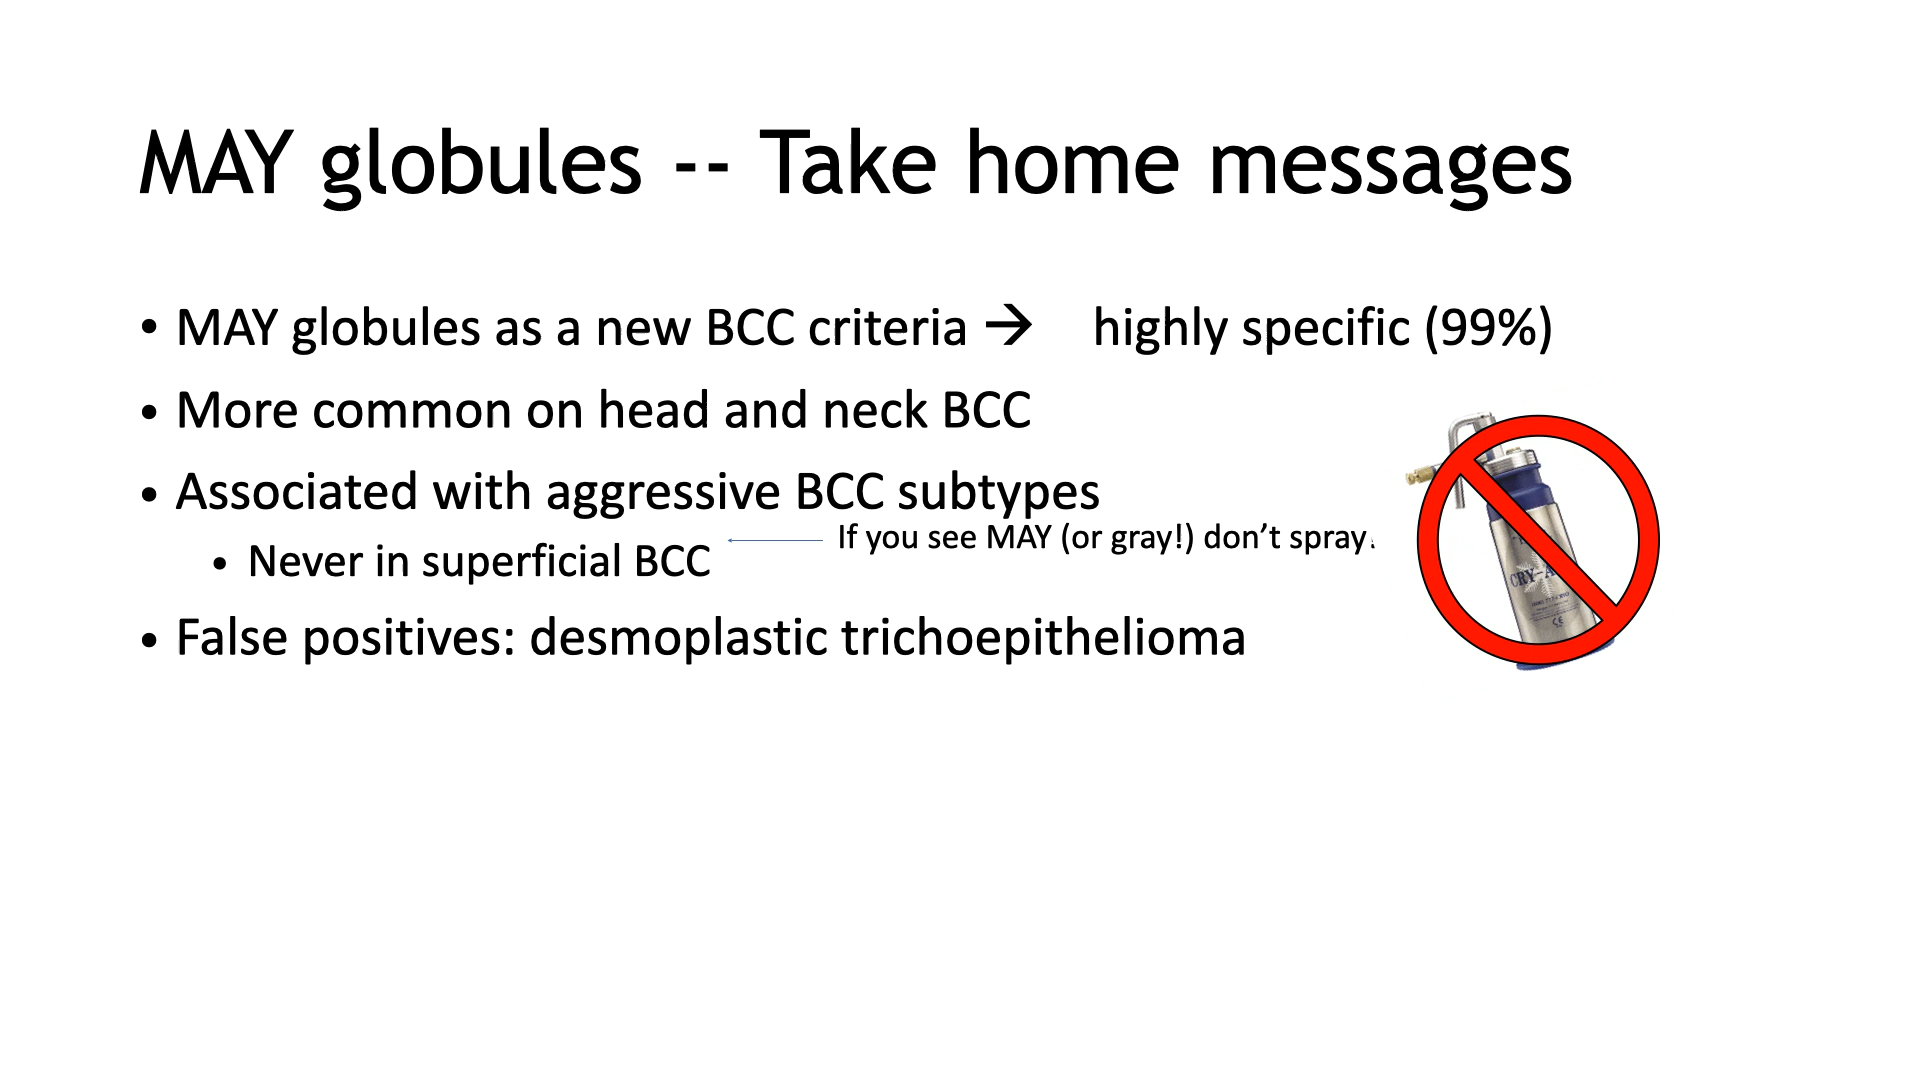 MAY globules -- Take home messages
• MAY globules as a new BCC criteria → highly specific (99%)
• More common on head and neck BCC
• Associated with aggressive BCC subtypes
If you see MAY (or gray!) don’t spray
• Never in superficial BCC
• False positives: desmoplastic trichoepithelioma
CE